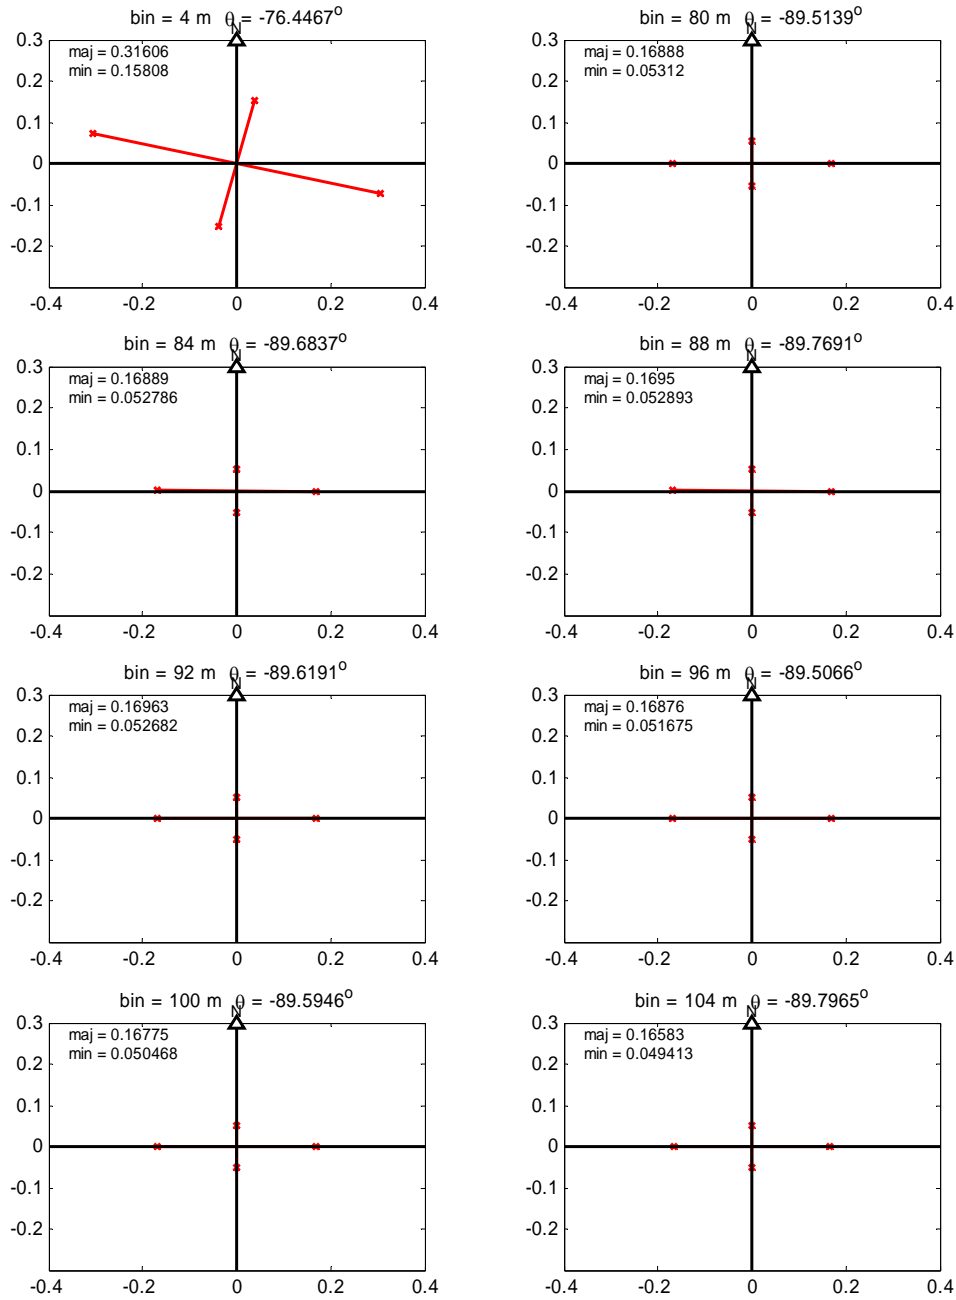 bin = 4 m θ = -76.4467°
N
maj = 0.31606
min = 0.15808
0.3
0.2
0.1
0
-0.1
-0.2
-0.4 -0.2 0 0.2 0.4
bin = 80 m θ = -89.5139°
N
maj = 0.16888
min = 0.05312
0.3
0.2
0.1
0
-0.1
-0.2
-0.4 -0.2 0 0.2 0.4
bin = 84 m θ = -89.6837°
N
maj = 0.16889
min = 0.052786
0.3
0.2
0.1
0
-0.1
-0.2
-0.4 -0.2 0 0.2 0.4
bin = 88 m θ = -89.7691°
N
maj = 0.1695
min = 0.052893
0.3
0.2
0.1
0
-0.1
-0.2
-0.4 -0.2 0 0.2 0.4
bin = 92 m θ = -89.6191°
N
maj = 0.16963
min = 0.052682
0.3
0.2
0.1
0
-0.1
-0.2
-0.4 -0.2 0 0.2 0.4
bin = 96 m θ = -89.5066°
N
maj = 0.16876
min = 0.051675
0.3
0.2
0.1
0
-0.1
-0.2
-0.4 -0.2 0 0.2 0.4
bin = 100 m θ = -89.5946°
N
maj = 0.16775
min = 0.050468
0.3
0.2
0.1
0
-0.1
-0.2
-0.4 -0.2 0 0.2 0.4
bin = 104 m θ = -89.7965°
N
maj = 0.16583
min = 0.049413
0.3
0.2
0.1
0
-0.1
-0.2
-0.4 -0.2 0 0.2 0.4